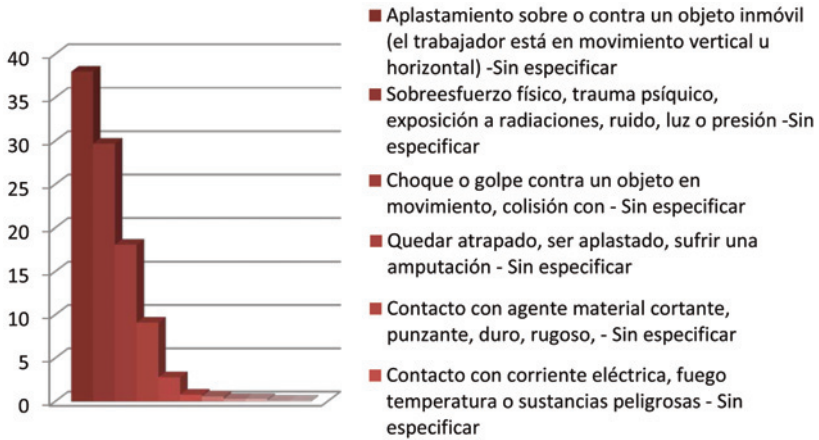 40
35
30
25
20
15
10
5
0
Aplastamiento sobre o contra un objeto inmóvil
(el trabajador está en movimiento vertical u
horizontal) -Sin especificar
Sobreesfuerzo físico, trauma psíquico,
exposición a radiaciones, ruido, luz o presión -Sin
especificar
Choque o golpe contra un objeto en
movimiento, colisión con - Sin especificar
Quedar atrapado, ser aplastado, sufrir una
amputación - Sin especificar
Contacto con agente material cortante,
punzante, duro, rugoso, - Sin especificar
Contacto con corriente eléctrica, fuego
temperatura o sustancias peligrosas - Sin
especificar